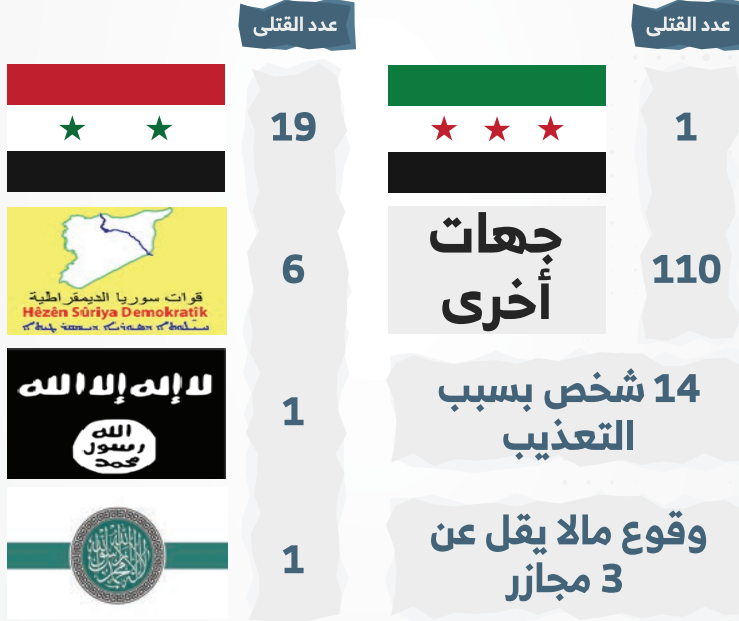 عدد القتلى
عدد القتلى
1
19
جهات
أخرى
110
قوات سوريا الديمقراطية
Hêzên Sûriya Demokratîk
6
14 شخص بسبب
التعذيب
لا إله إلا الله
الله
رسول
محمد
1
وقوع مالا يقل عن
3 مجازر
1